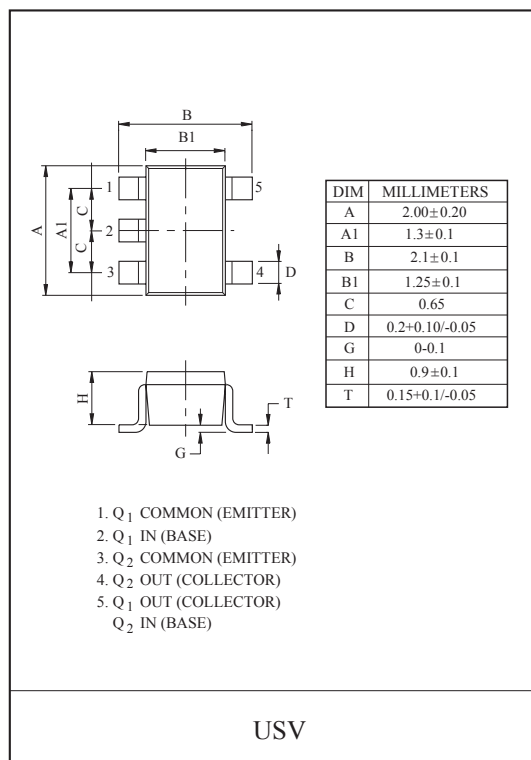 B
B1
A
A1
C
C
1
2
3
5
4
D
DIM MILLIMETERS
A 2.00±0.20
A1 1.3±0.1
B 2.1±0.1
B1 1.25±0.1
C 0.65
D 0.2+0.10/-0.05
G 0-0.1
H 0.9±0.1
T 0.15+0.1/-0.05
H
T
G
1. Q1 COMMON (EMITTER)
2. Q1 IN (BASE)
3. Q2 COMMON (EMITTER)
4. Q2 OUT (COLLECTOR)
5. Q1 OUT (COLLECTOR)
Q2 IN (BASE)
USV